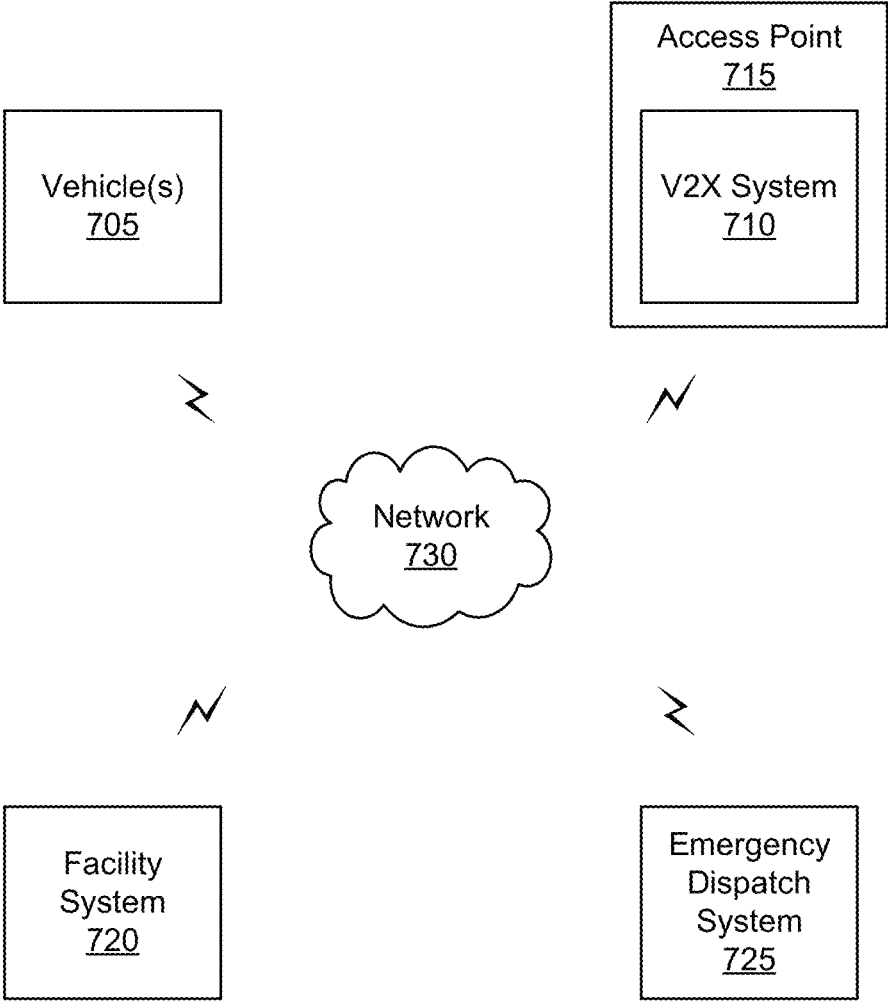 Access Point
715
Vehicle(s)
705
V2X System
710
Network
730
Facility
System
720
Emergency
Dispatch
System
725